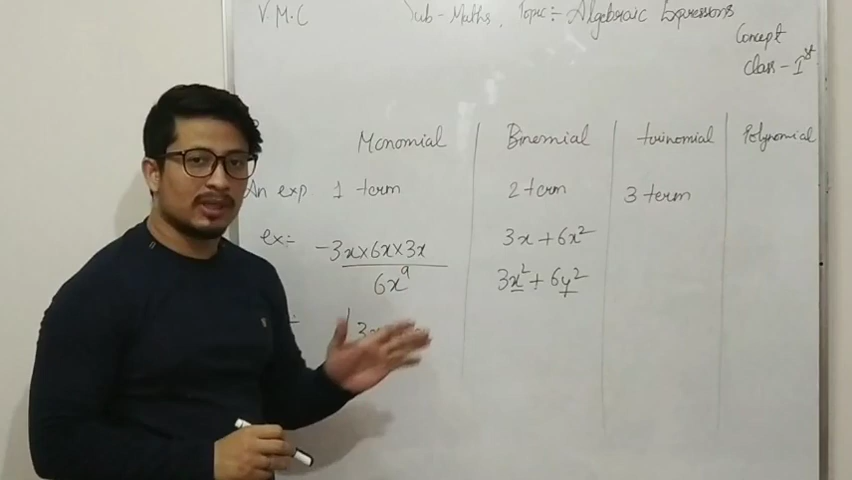 V.M.C Sub-Maths, Topic:- Algebraic Expressions
Concept
Class - Ist
Monomial Binomial trinomial Polynomial
An exp 1 term 2 term 3 term
ex:- -3x×6x×3x 3x + 6x²
6x⁹ 3x² + 6y²